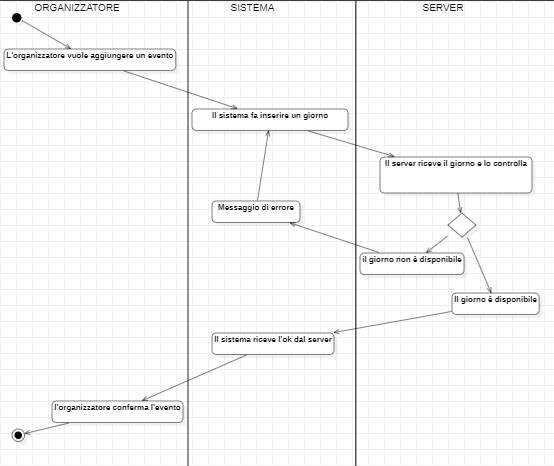 ORGANIZZATORE
SISTEMA
SERVER
L'organizzatore vuole aggiungere un evento
Il sistema fa inserire un giorno
Il server riceve il giorno e lo controlla
Messaggio di errore
il giorno non è disponibile
Il giorno è disponibile
Il sistema riceve l'ok dal server
l'organizzatore conferma l'evento